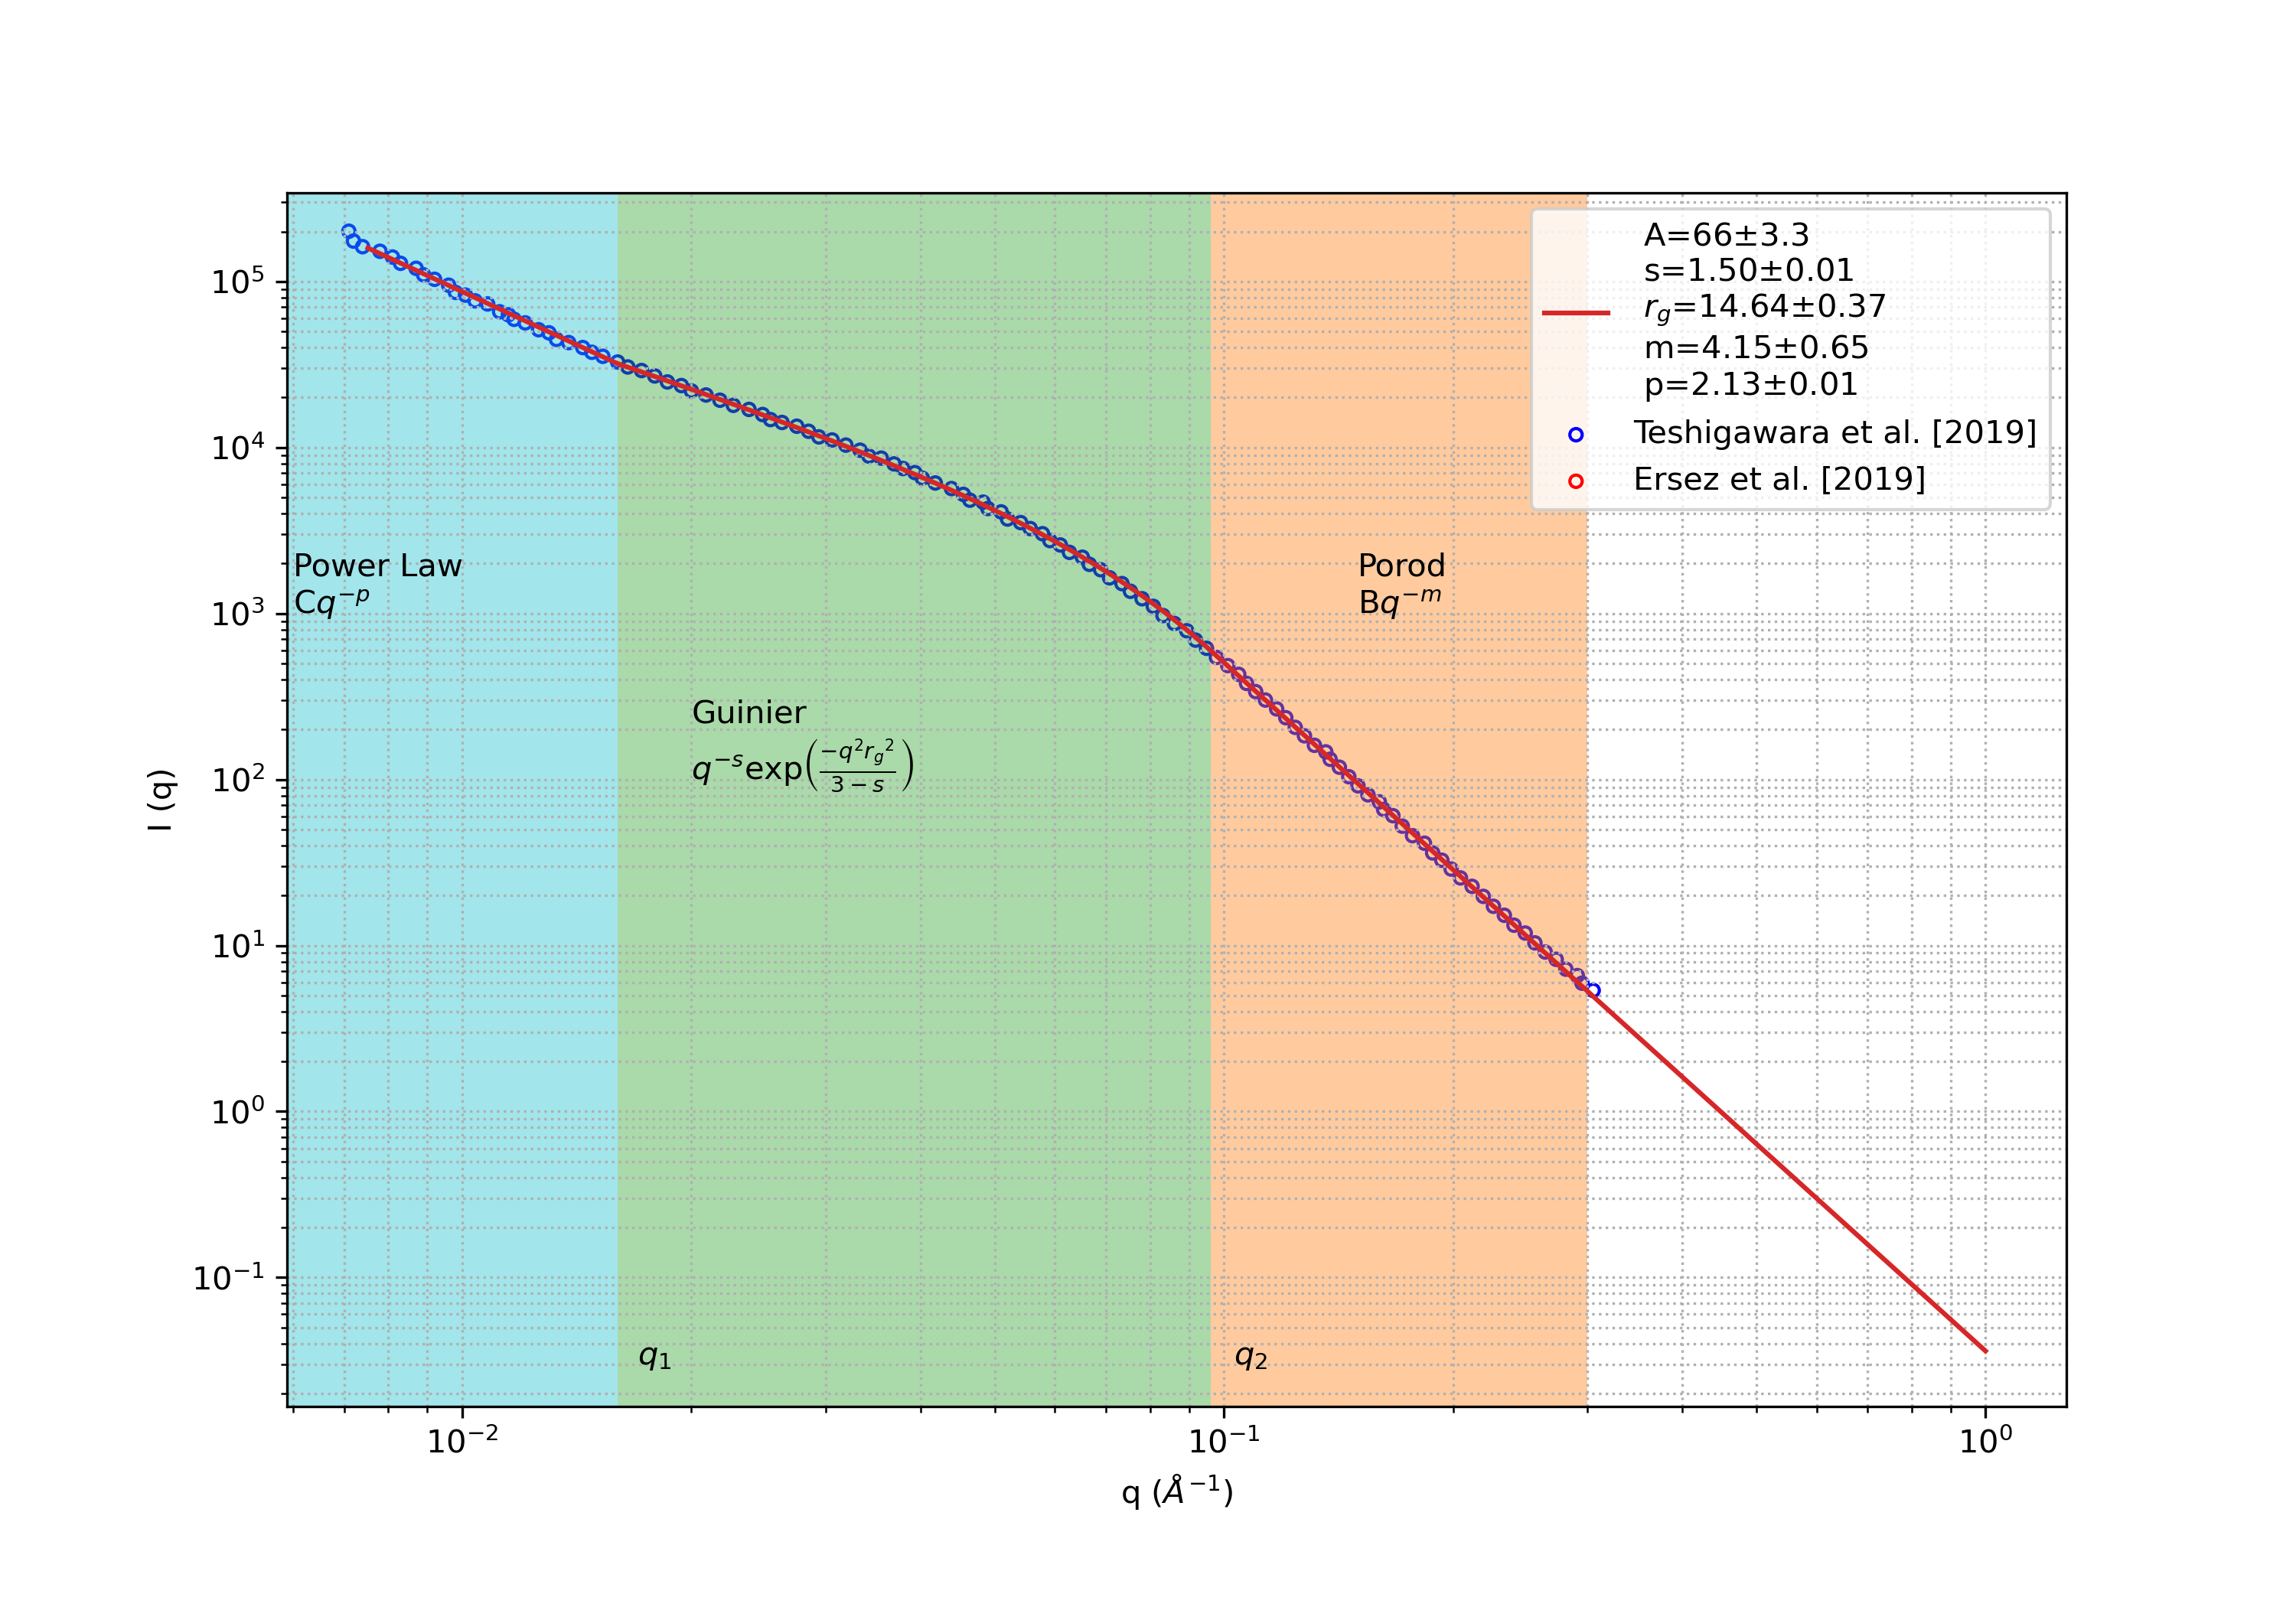 A=66±3.3
s=1.50±0.01
r_g=14.64±0.37
m=4.15±0.65
p=2.13±0.01
Teshigawara et al. [2019]
Ersez et al. [2019]
Power Law
Cq^{−p}
Porod
Bq^{−m}
Guinier
q^{−s}exp(\frac{−q^2 r_g^2}{3−s})
q_1
q_2
10^5
10^4
10^3
10^2
10^1
10^0
10^{−1}
I (q)
10^{−2}
10^{−1}
10^0
q (Å^{−1})